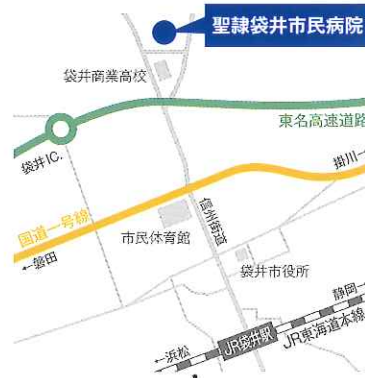 聖隷袋井市民病院
袋井商業高校
東名高速道路
袋井IC.
掛川→
国道一号線
信州街道
市民体育館
←磐田
袋井市役所
静岡→
JR袋井駅
JR東海道本線
←浜松